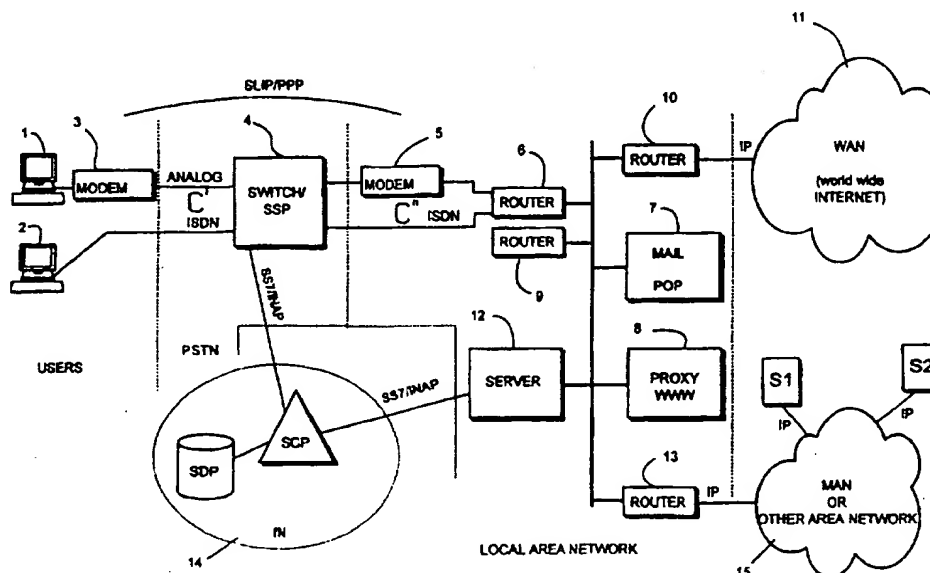 11
SLIP/PPP
10
1
3
4
5
6
ROUTER
IP
WAN
(world wide
INTERNET)
MODEM
ANALOG
C'
SWITCH/
SSP
MODEM
C"
ISDN
ISDN
ROUTER
7
2
MAIL
POP
ROUTER
9
SS7/INAP
12
8
USERS
PSTN
SERVER
PROXY
WWW
S1
S2
IP
IP
SS7/INAP
SCP
SDP
13
ROUTER
IP
MAN
OR
OTHER AREA NETWORK
IN
14
LOCAL AREA NETWORK
15